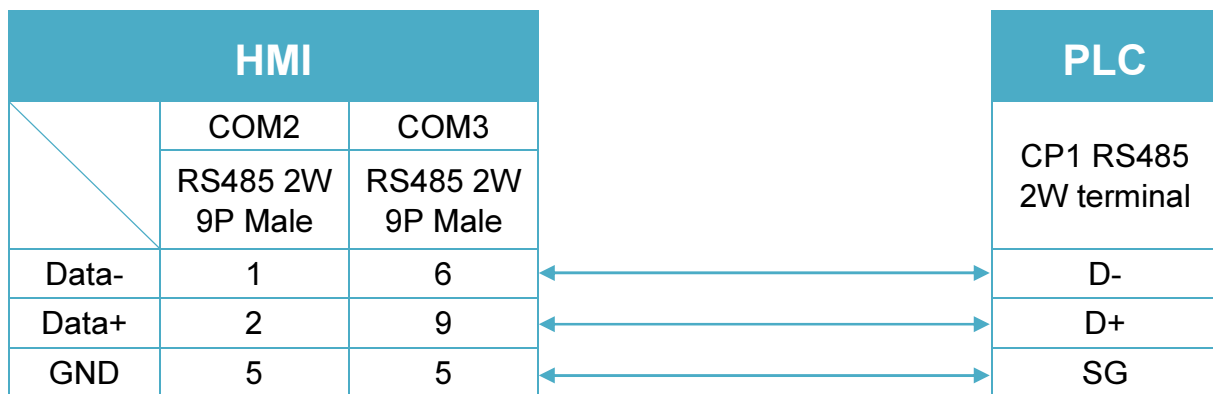 HMI PLC
COM2 COM3
RS485 2W RS485 2W
9P Male 9P Male
CP1 RS485
2W terminal
Data- 1 6 D-
Data+ 2 9 D+
GND 5 5 SG